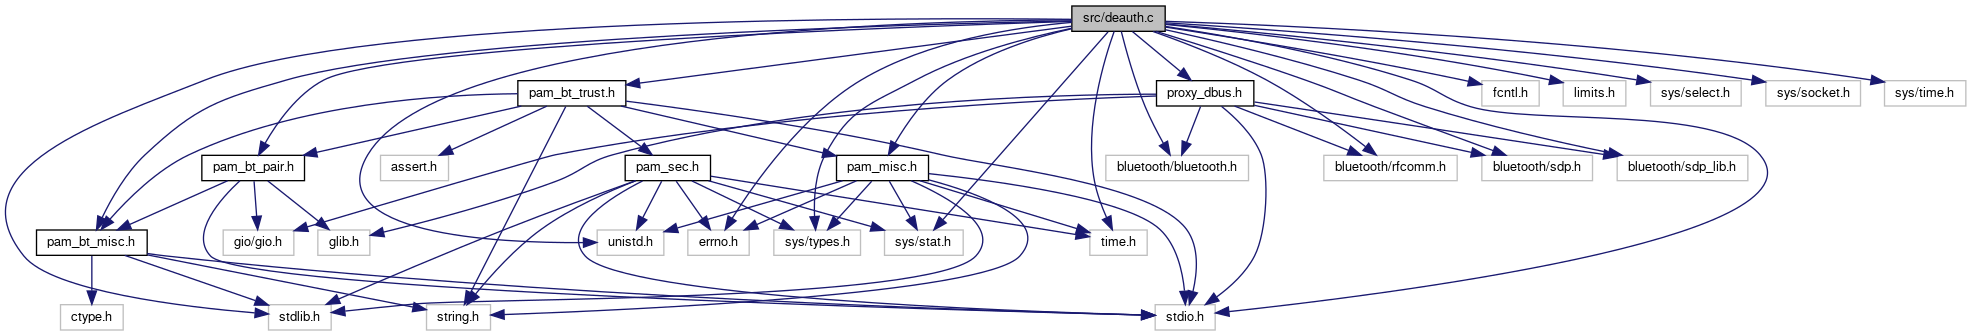 src/deauth.c
pam_bt_trust.h
proxy_dbus.h
fcntl.h
limits.h
sys/select.h
sys/socket.h
sys/time.h
pam_bt_pair.h
assert.h
pam_sec.h
pam_misc.h
bluetooth/bluetooth.h
bluetooth/rfcomm.h
bluetooth/sdp.h
bluetooth/sdp_lib.h
pam_bt_misc.h
gio/gio.h
glib.h
unistd.h
errno.h
sys/types.h
sys/stat.h
time.h
ctype.h
stdlib.h
string.h
stdio.h